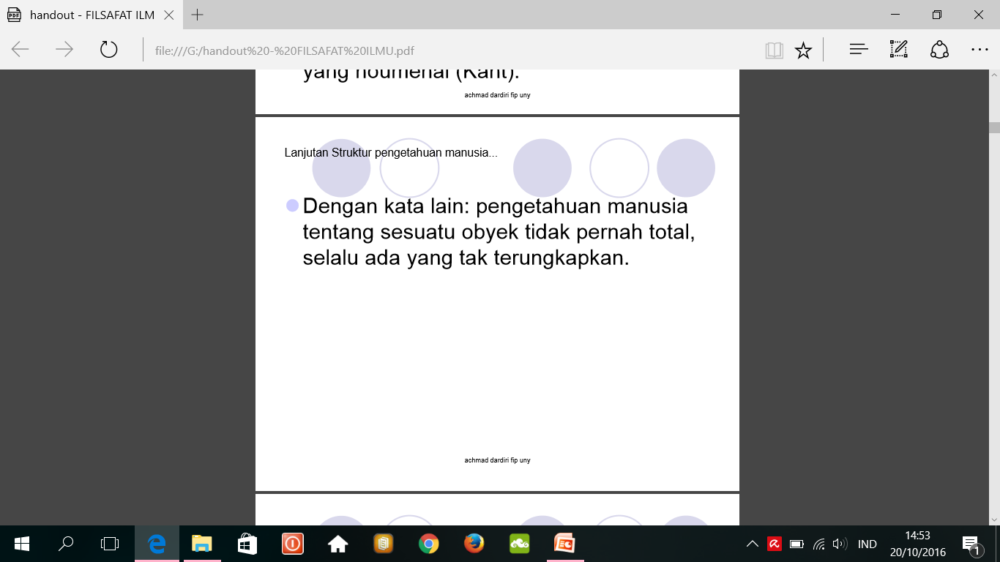 handout - FILSAFAT ILM
file:///G:/handout%20-%20FILSAFAT%20ILMU.pdf
yang noumenal (Kant).
achmad dardiri fip uny
Lanjutan Struktur pengetahuan manusia...
Dengan kata lain: pengetahuan manusia
tentang sesuatu obyek tidak pernah total,
selalu ada yang tak terungkapkan.
achmad dardiri fip uny
IND
14:53
20/10/2016
1